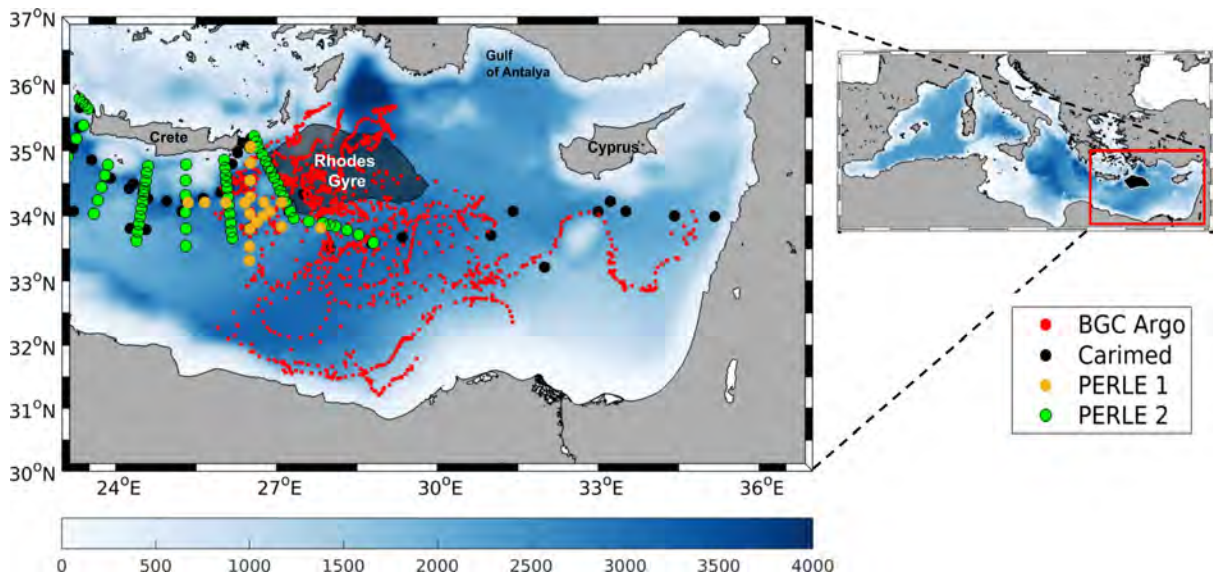 37°N
36°N
35°N
34°N
33°N
32°N
31°N
30°N
24°E
27°E
30°E
33°E
36°E
Gulf
of Antalya
Crete
Cyprus
Rhodes
Gyre
BGC Argo
Carimed
PERLE 1
PERLE 2
0
500
1000
1500
2000
2500
3000
3500
4000